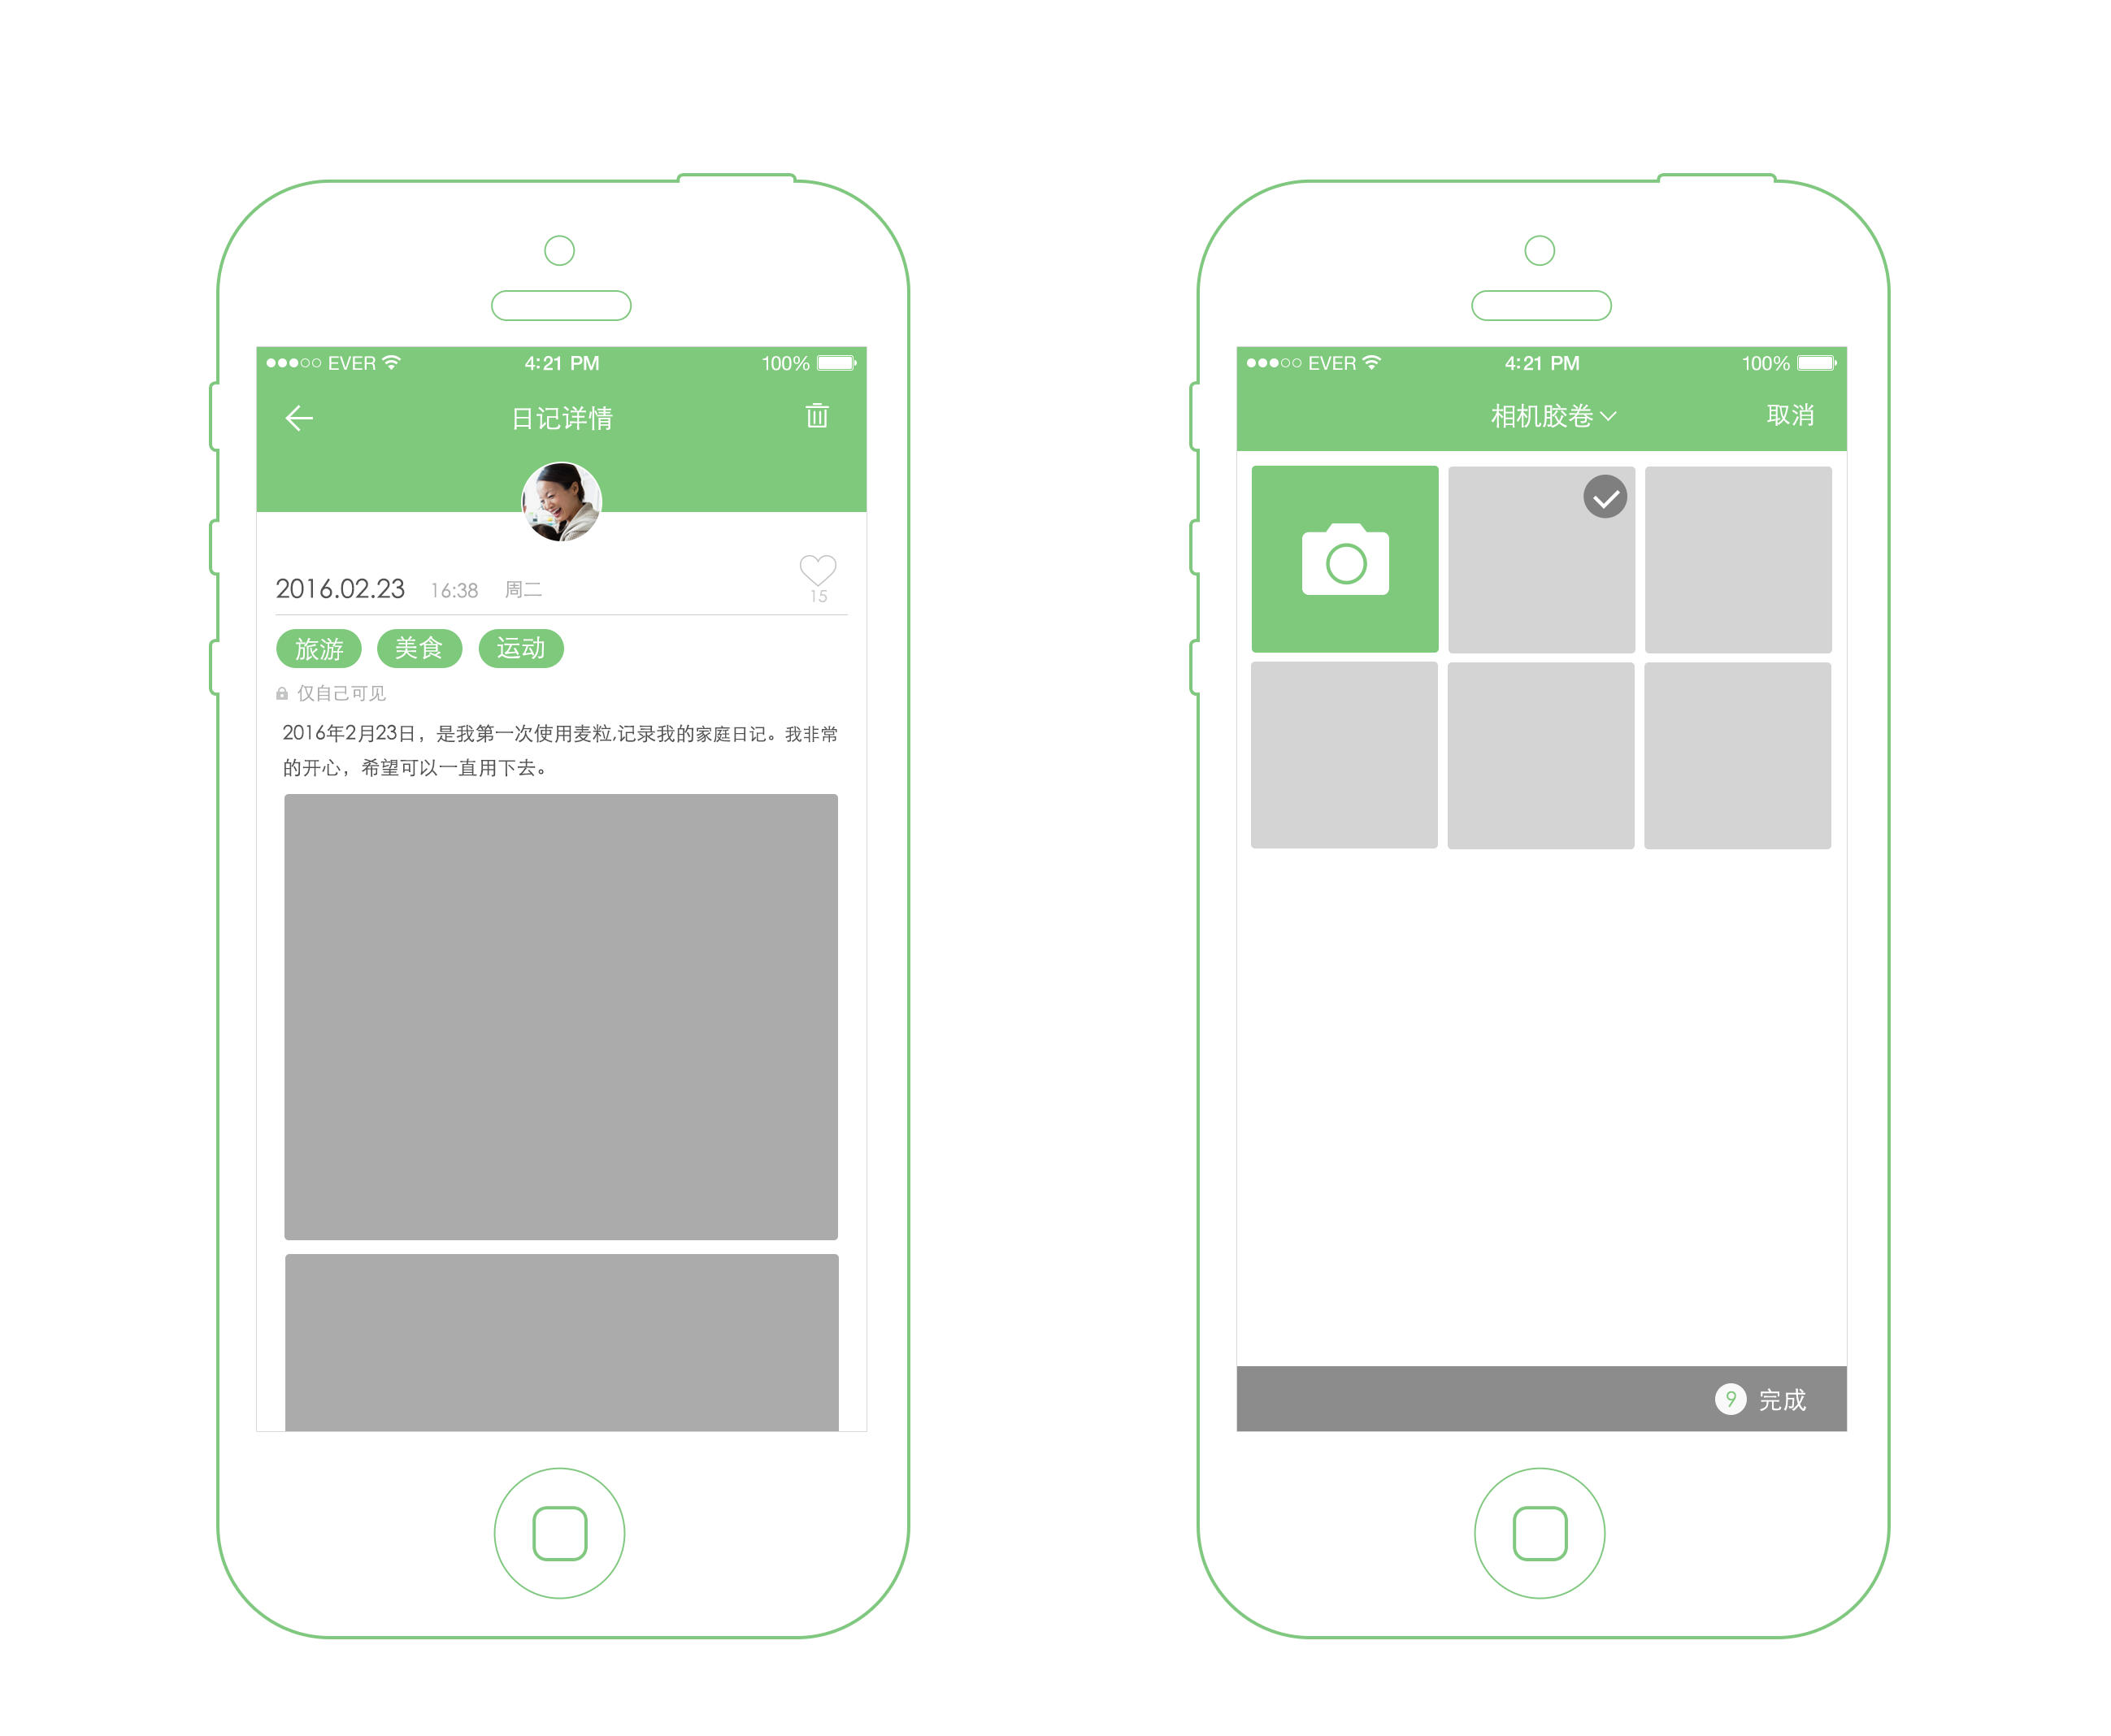 EVER 4:21 PM 100%
日记详情
2016.02.23 16:38 周二
15
旅游 美食 运动
仅自己可见
2016年2月23日，是我第一次使用麦粒,记录我的家庭日记。我非常
的开心，希望可以一直用下去。
EVER 4:21 PM 100%
相机胶卷 取消
9 完成